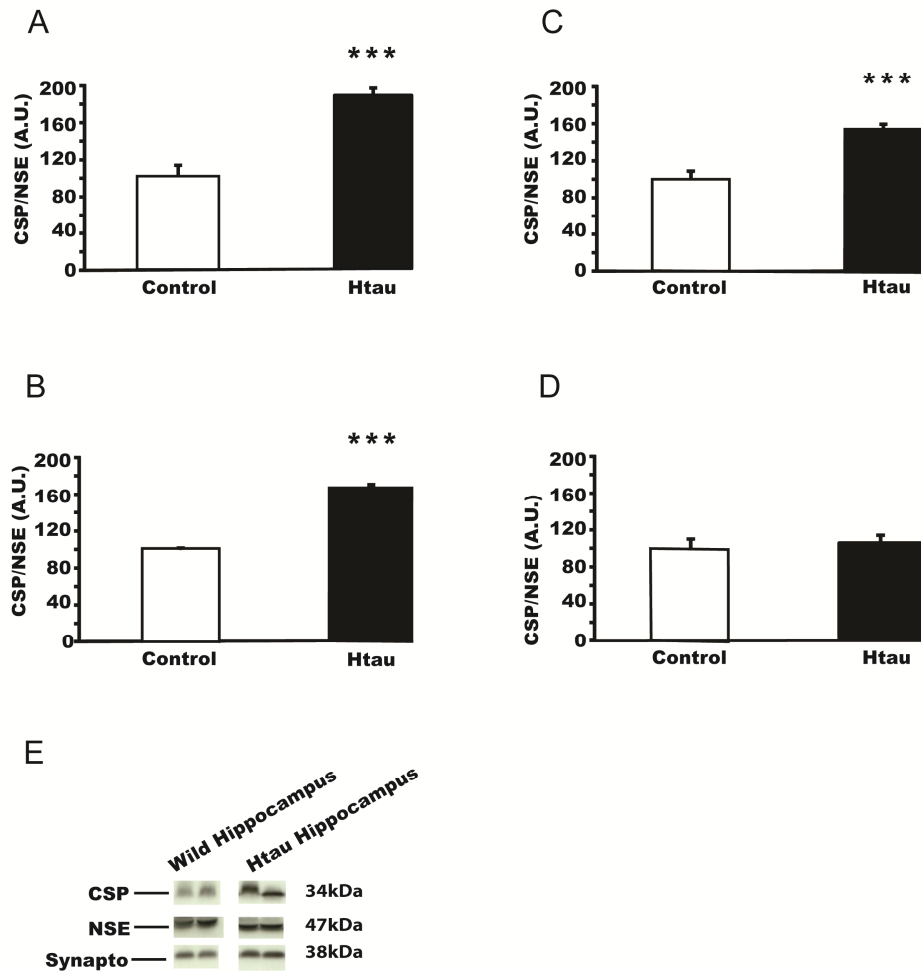 A
***
CSP/NSE (A.U.)
200
160
120
80
40
0
Control Htau
C
***
CSP/NSE (A.U.)
200
160
120
80
40
0
Control Htau
B
***
CSP/NSE (A.U.)
200
160
120
80
40
0
Control Htau
D
CSP/NSE (A.U.)
200
160
120
80
40
0
Control Htau
E
Wild Hippocampus
Htau Hippocampus
CSP 34kDa
NSE 47kDa
Synapto 38kDa